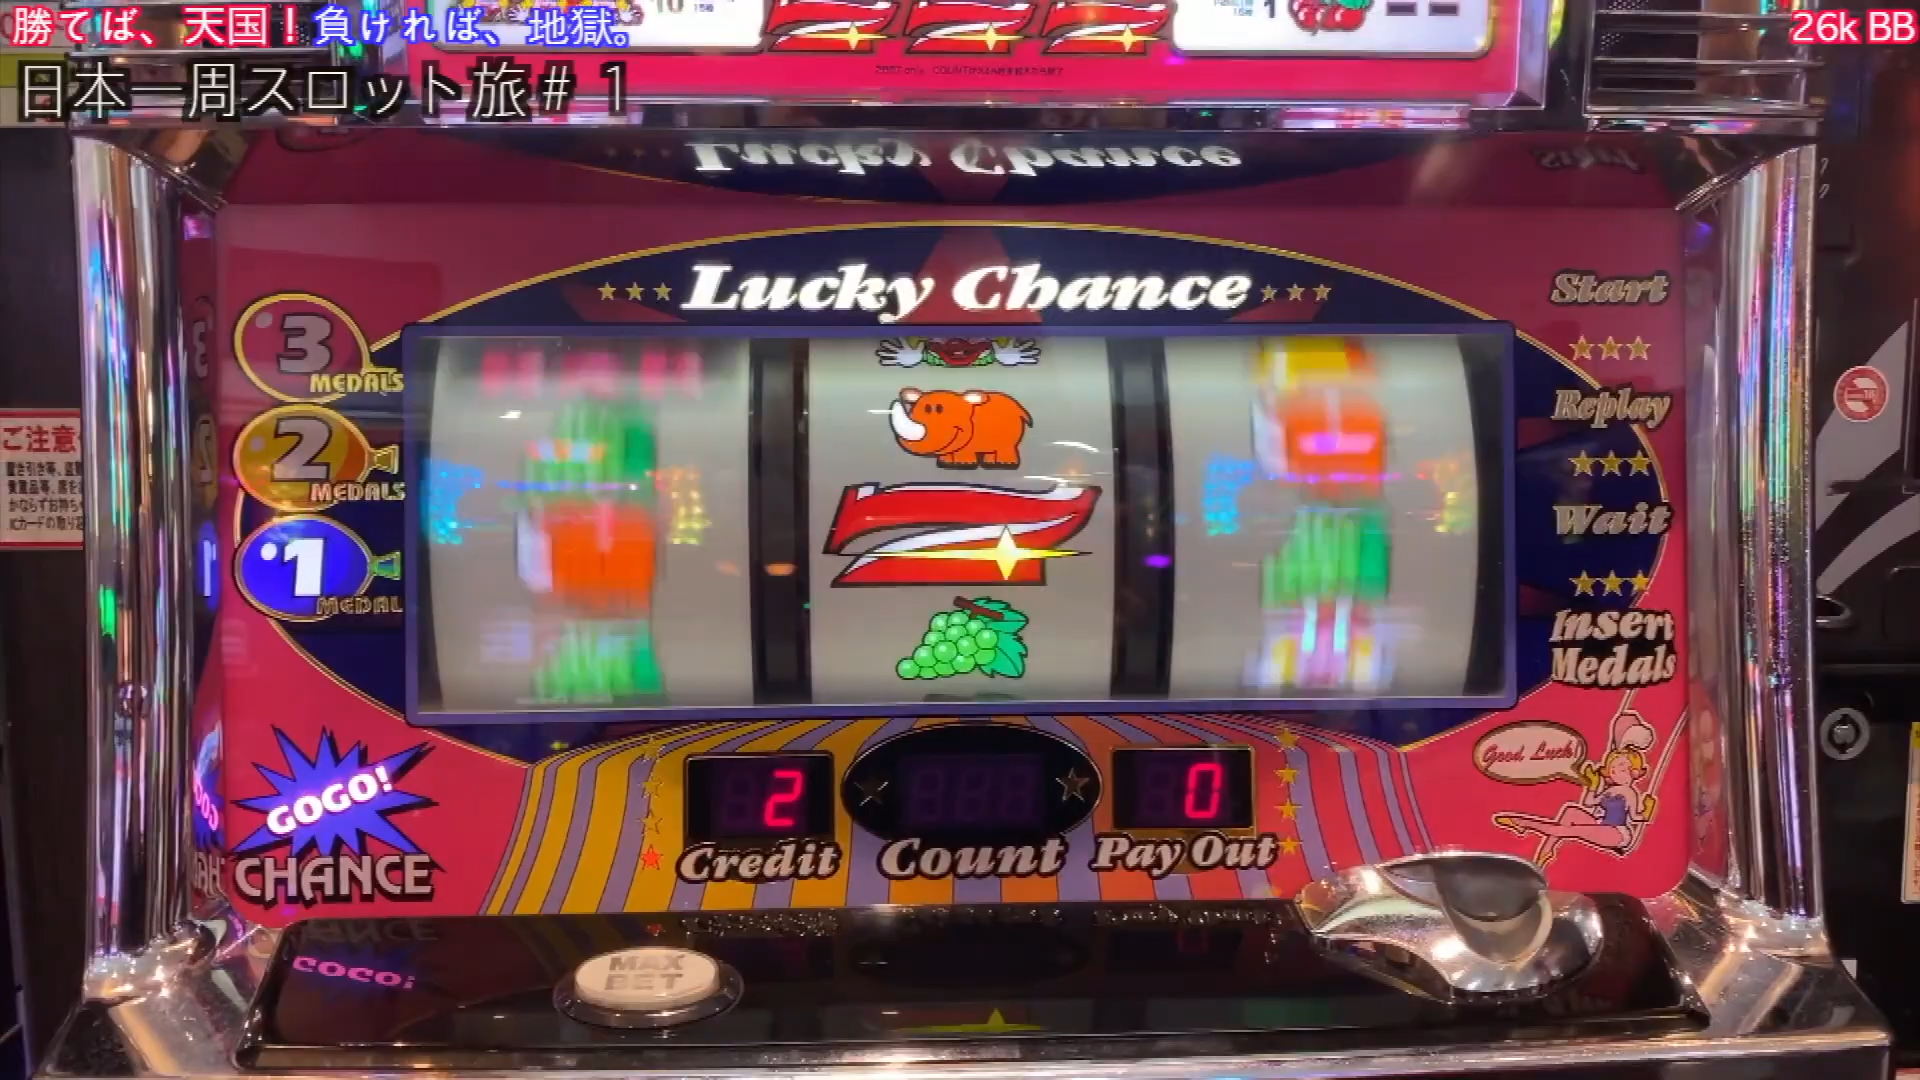 勝てば、天国！負ければ、地獄。
26k BB
日本一周スロット旅＃１
Lucky Chance
Lucky Chance
3 MEDALS
2 MEDALS
1 MEDAL
Start
Replay
Wait
Insert
Medals
ご注意
Good Luck!
GOGO!
CHANCE
2
0
Credit
Count
Pay Out
MAX
BET